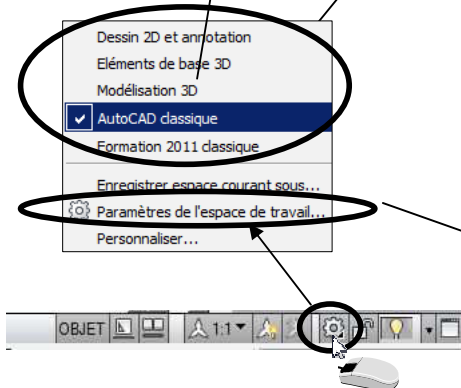 Dessin 2D et annotation
Eléments de base 3D
Modélisation 3D
AutoCAD classique
Formation 2011 classique
Enregistrer espace courant sous...
Paramètres de l'espace de travail...
Personnaliser...
OBJET 1:1